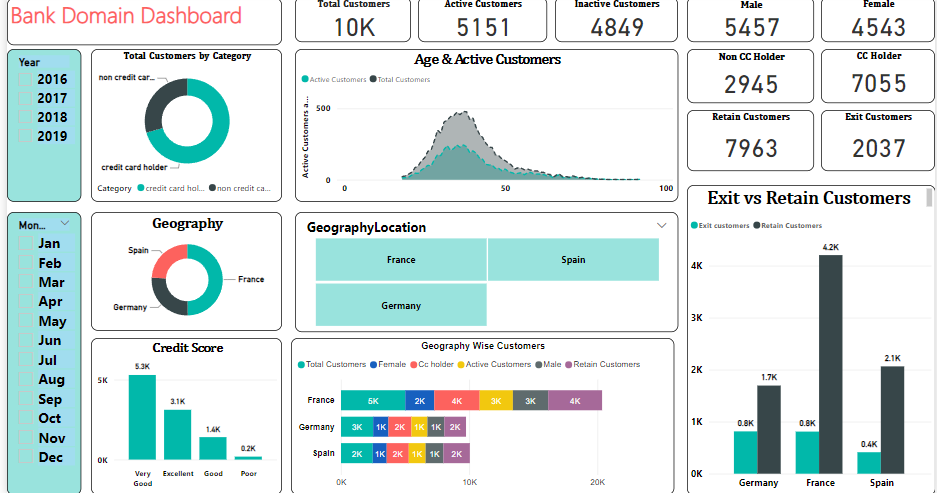 Bank Domain Dashboard
Total Customers
10K
Active Customers
5151
Inactive Customers
4849
Male
5457
Female
4543
Year
2016
2017
2018
2019
Total Customers by Category
non credit car...
credit card holder
Category credit card hol... non credit ca...
Age & Active Customers
Active Customers Total Customers
Active Customers a...
500
0
0 50 100
Non CC Holder
2945
CC Holder
7055
Retain Customers
7963
Exit Customers
2037
Mon...
Jan
Feb
Mar
Apr
May
Jun
Jul
Aug
Sep
Oct
Nov
Dec
Geography
Spain
France
Germany
GeographyLocation
France Spain
Germany
Exit vs Retain Customers
Exit customers Retain Customers
4K
3K
2K
1K
0K
0.8K 1.7K
0.8K 4.2K
0.4K 2.1K
Germany France Spain
Credit Score
5K
0K
5.3K
3.1K
1.4K
0.2K
Very Good
Excellent Good Poor
Geography Wise Customers
Total Customers Female Cc holder Active Customers Male Retain Customers
France 5K 2K 4K 3K 3K 4K
Germany 3K 1K 2K 1K 1K 2K
Spain 2K 1K 2K 1K 1K 2K
0K 10K 20K